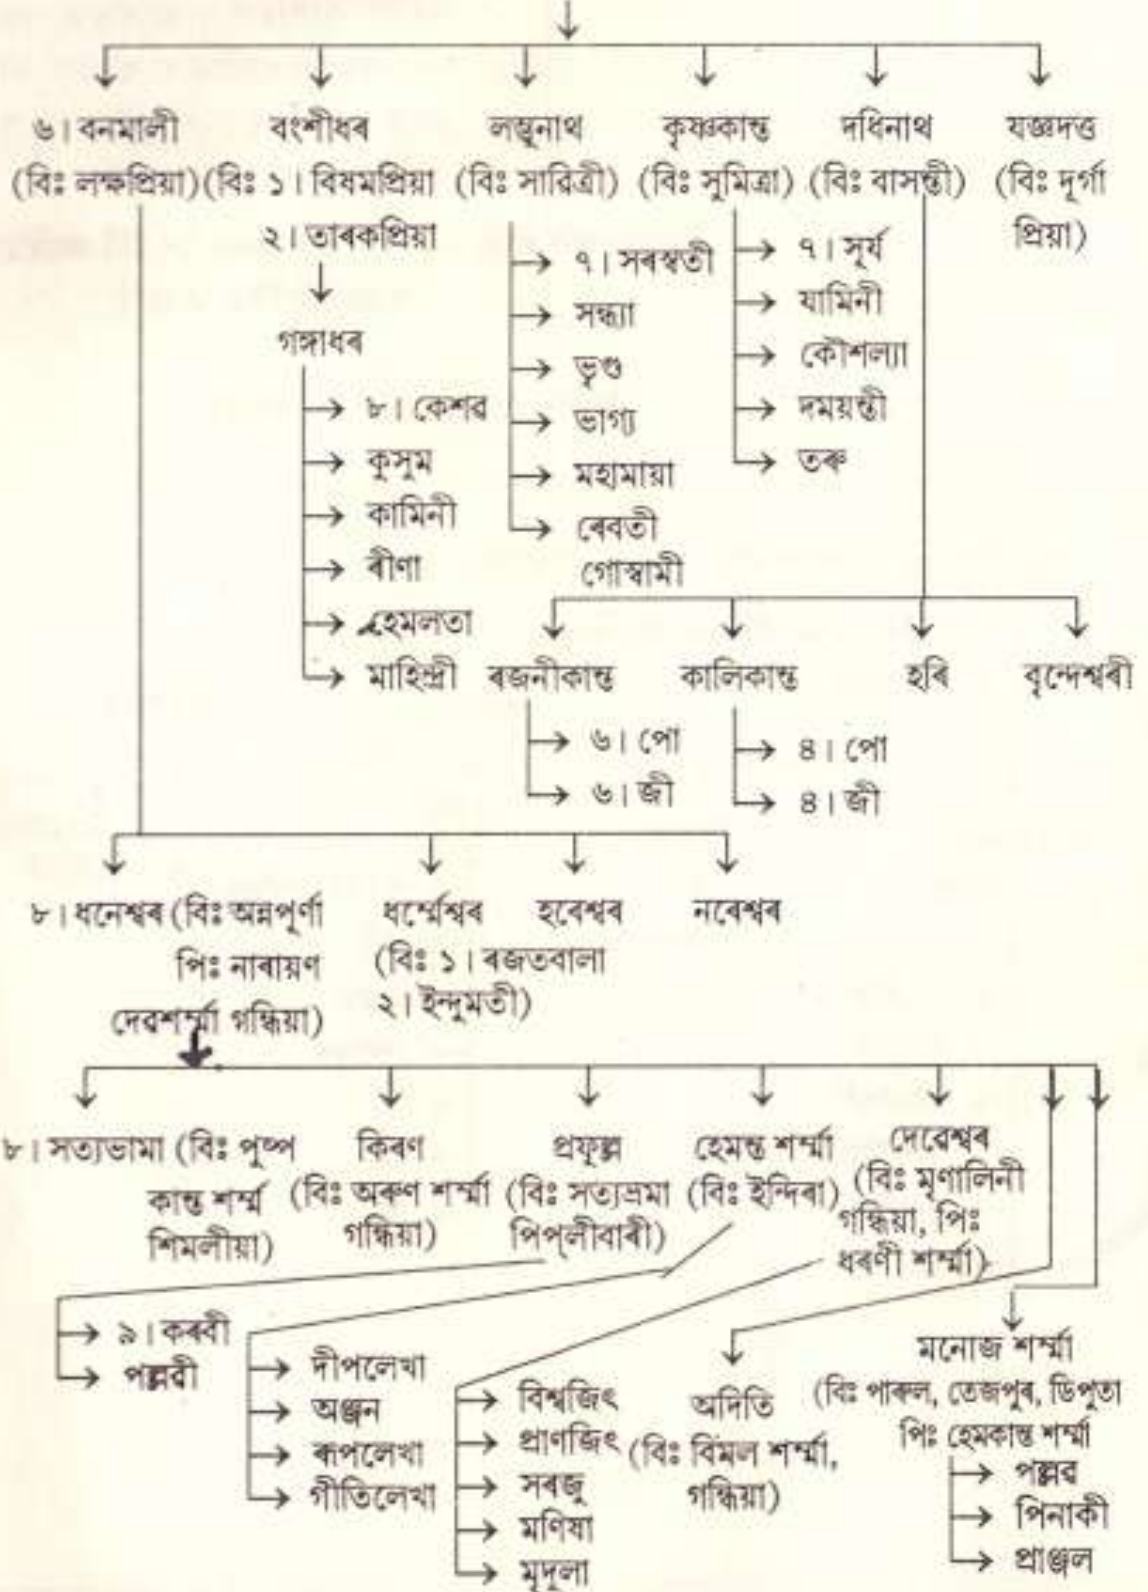 ৬। বনমালী বংশীধৰ লম্বুনাথ কৃষ্ণকান্ত দধিনাথ যজ্ঞদত্ত
(বিঃ লক্ষপ্রিয়া) (বিঃ ১। বিষমপ্রিয়া (বিঃ সারিত্রী) (বিঃ সুমিত্ৰা) (বিঃ বাসন্তী) (বিঃ দূৰ্গা
২। তাৰকপ্রিয়া প্রিয়া)
৭। সৰস্বতী ৭। সূৰ্য
সন্ধ্যা যামিনী
গঙ্গাধৰ
ভৃগু কৌশল্যা
৮। কেশৱ ভাগ্য দময়ন্তী
কুসুম মহামায়া তৰু
কামিনী ৰেবতী
ৰীণা গোস্বামী
হেমলতা
মাহিন্দ্ৰী ৰজনীকান্ত কালিকান্ত হৰি বৃন্দেশ্বৰী
৬। পো ৪। পো
৬। জী ৪। জী
৮। ধনেশ্বৰ (বিঃ অন্নপূৰ্ণা ধৰ্ম্মেশ্বৰ হৰেশ্বৰ নৰেশ্বৰ
পিঃ নাৰায়ণ (বিঃ ১। ৰজতবালা
দেৱশৰ্ম্মা গন্ধিয়া) ২। ইন্দুমতী)
৮। সত্যভামা (বিঃ পুষ্প কিৰণ প্ৰফুল্ল হেমন্ত শৰ্ম্মা দেৱেশ্বৰ
কান্ত শৰ্ম্ম (বিঃ অৰুণ শৰ্ম্মা (বিঃ সত্যভ্ৰমা (বিঃ ইন্দিৰা) (বিঃ মৃণালিনী
শিমলীয়া) গন্ধিয়া) পিপ্‌লীবাৰী) গন্ধিয়া, পিঃ
ধৰণী শৰ্ম্মা)
৯। কৰবী
পল্লৱী
দীপলেখা
অঞ্জন
ৰূপলেখা
গীতিলেখা
বিশ্বজিৎ
প্ৰাণজিৎ
সৰজু
মণিষা
মৃদুলা
অদিতি
(বিঃ বিমল শৰ্ম্মা,
গন্ধিয়া)
মনোজ শৰ্ম্মা
(বিঃ পাৰুল, তেজপুৰ, ডিপুতা
পিঃ হেমকান্ত শৰ্ম্মা
পল্লৱ
পিনাকী
প্ৰাঞ্জল